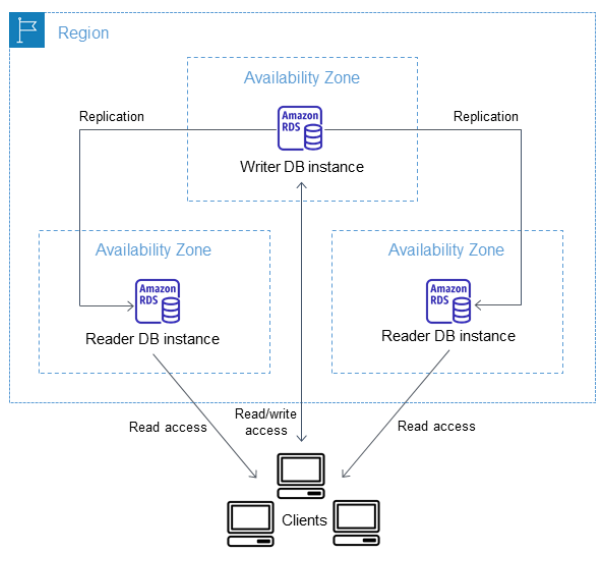 Region
Availability Zone
Replication
Amazon
RDS
Replication
Writer DB instance
Availability Zone
Availability Zone
Amazon
RDS
Amazon
RDS
Reader DB instance
Reader DB instance
Read access
Read/write
access
Read access
Clients